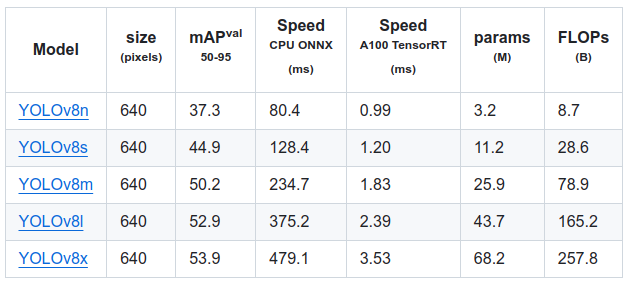 Model size (pixels) mAPval 50-95 Speed CPU ONNX (ms) Speed A100 TensorRT (ms) params (M) FLOPs (B)
YOLOv8n 640 37.3 80.4 0.99 3.2 8.7
YOLOv8s 640 44.9 128.4 1.20 11.2 28.6
YOLOv8m 640 50.2 234.7 1.83 25.9 78.9
YOLOv8l 640 52.9 375.2 2.39 43.7 165.2
YOLOv8x 640 53.9 479.1 3.53 68.2 257.8